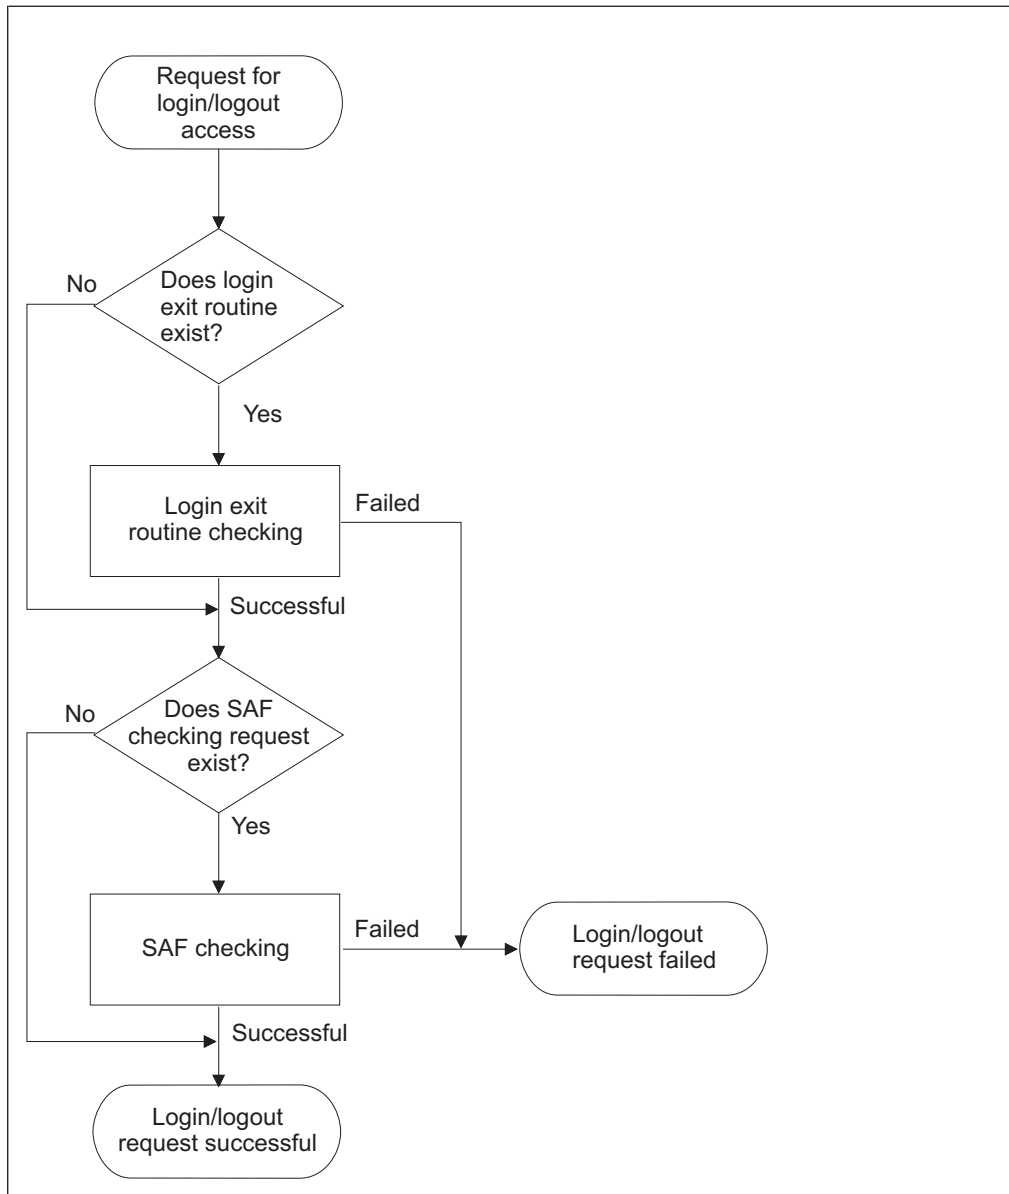 Request for
login/logout
access
No
Does login
exit routine
exist?
Yes
Login exit
routine checking
Failed
Successful
No
Does SAF
checking request
exist?
Yes
SAF checking
Failed
Login/logout
request failed
Successful
Login/logout
request successful